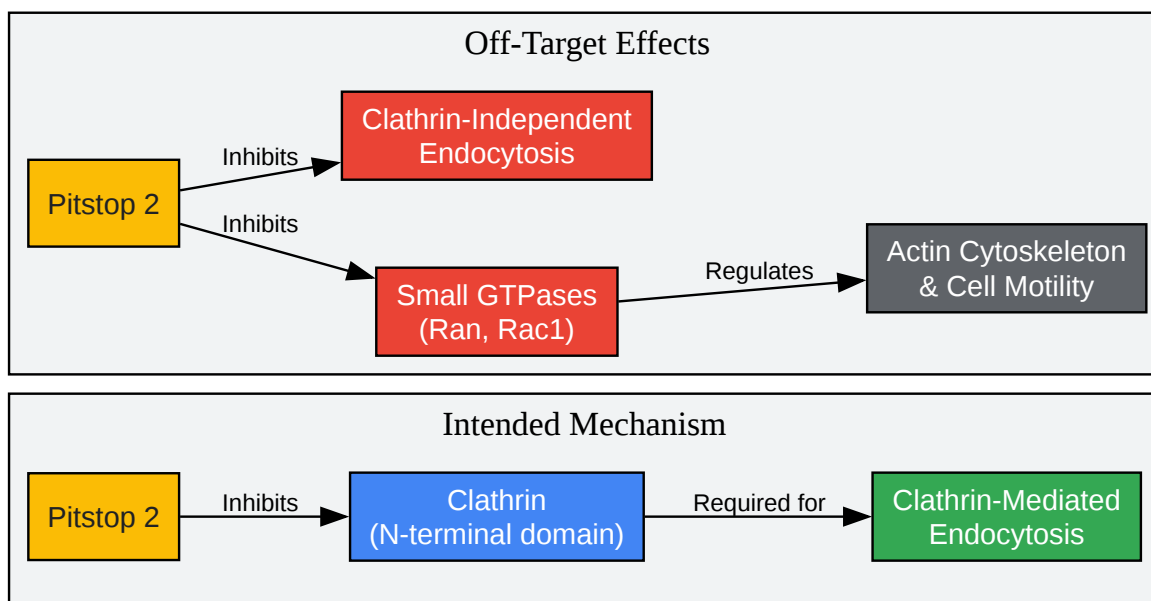 Off-Target Effects
Clathrin-Independent
Endocytosis
Inhibits
Pitstop 2
Inhibits
Small GTPases
(Ran, Rac1)
Regulates
Actin Cytoskeleton
& Cell Motility
Intended Mechanism
Pitstop 2
Inhibits
Clathrin
(N-terminal domain)
Required for
Clathrin-Mediated
Endocytosis